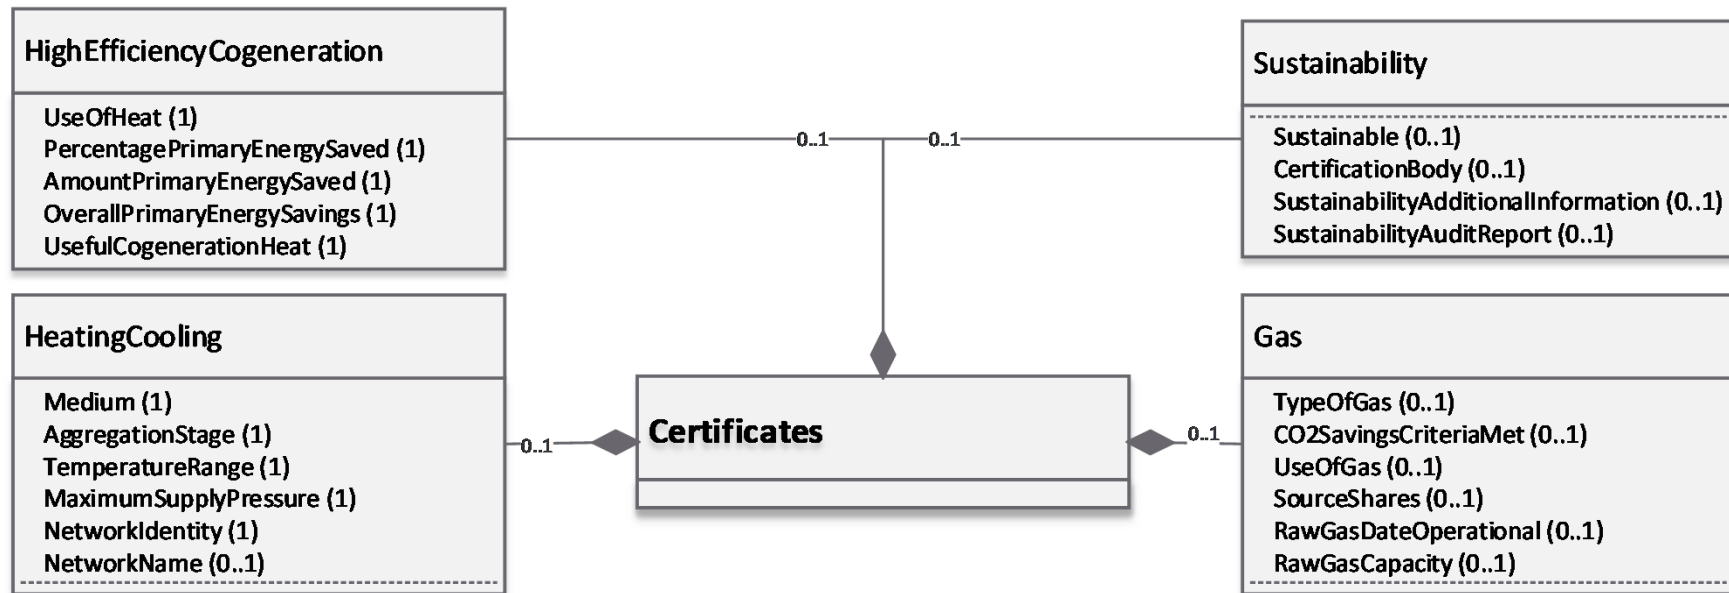 HighEfficiencyCogeneration
UseOfHeat (1)
PercentagePrimaryEnergySaved (1)
AmountPrimaryEnergySaved (1)
OverallPrimaryEnergySavings (1)
UsefulCogenerationHeat (1)
0..1
0..1
Sustainability
Sustainable (0..1)
CertificationBody (0..1)
SustainabilityAdditionalInformation (0..1)
SustainabilityAuditReport (0..1)
HeatingCooling
Medium (1)
AggregationStage (1)
TemperatureRange (1)
MaximumSupplyPressure (1)
NetworkIdentity (1)
NetworkName (0..1)
0..1
Certificates
0..1
Gas
TypeOfGas (0..1)
CO2SavingsCriteriaMet (0..1)
UseOfGas (0..1)
SourceShares (0..1)
RawGasDateOperational (0..1)
RawGasCapacity (0..1)